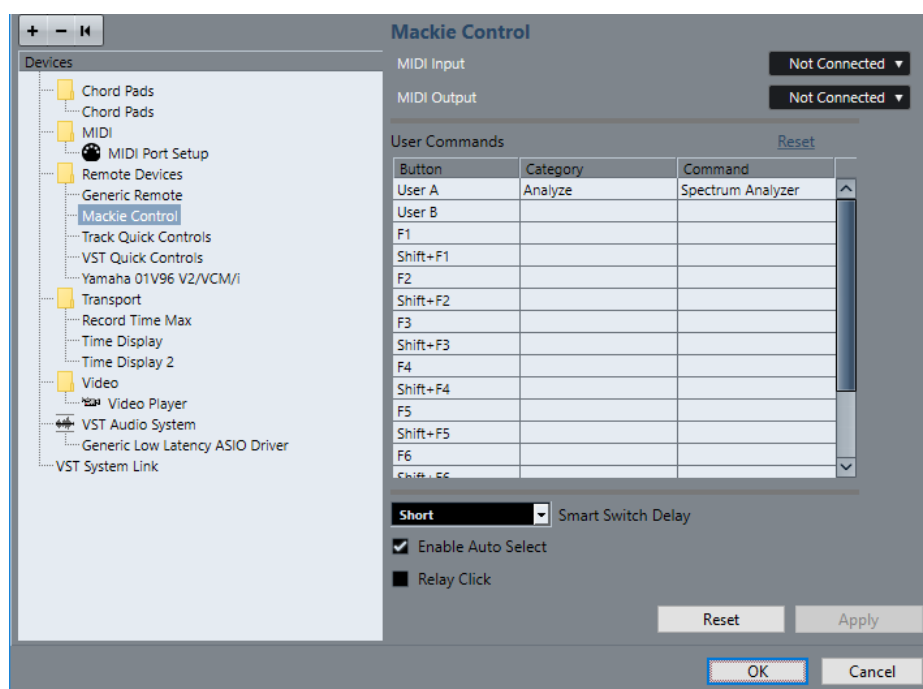 Mackie Control
Devices
Chord Pads
Chord Pads
MIDI
MIDI Port Setup
Remote Devices
Generic Remote
Mackie Control
Track Quick Controls
VST Quick Controls
Yamaha 01V96 V2/VCM/i
Transport
Record Time Max
Time Display
Time Display 2
Video
Video Player
VST Audio System
Generic Low Latency ASIO Driver
VST System Link
MIDI Input Not Connected
MIDI Output Not Connected
User Commands Reset
Button Category Command
User A Analyze Spectrum Analyzer
User B
F1
Shift+F1
F2
Shift+F2
F3
Shift+F3
F4
Shift+F4
F5
Shift+F5
F6
Shift+F6
Short Smart Switch Delay
Enable Auto Select
Relay Click
Reset Apply
OK Cancel